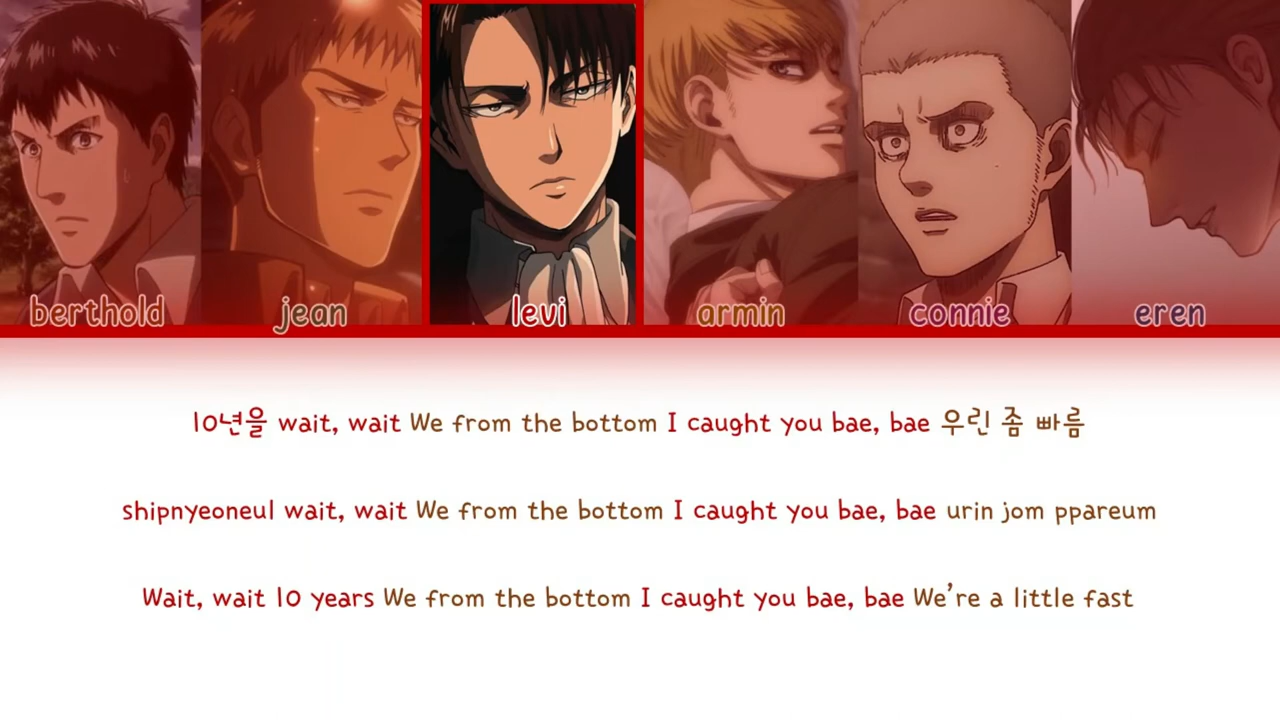 berthold jean levi armin connie eren
10년을 wait, wait We from the bottom I caught you bae, bae 우린 좀 빠름
shipnyeoneul wait, wait We from the bottom I caught you bae, bae urin jom ppareum
Wait, wait 10 years We from the bottom I caught you bae, bae We're a little fast